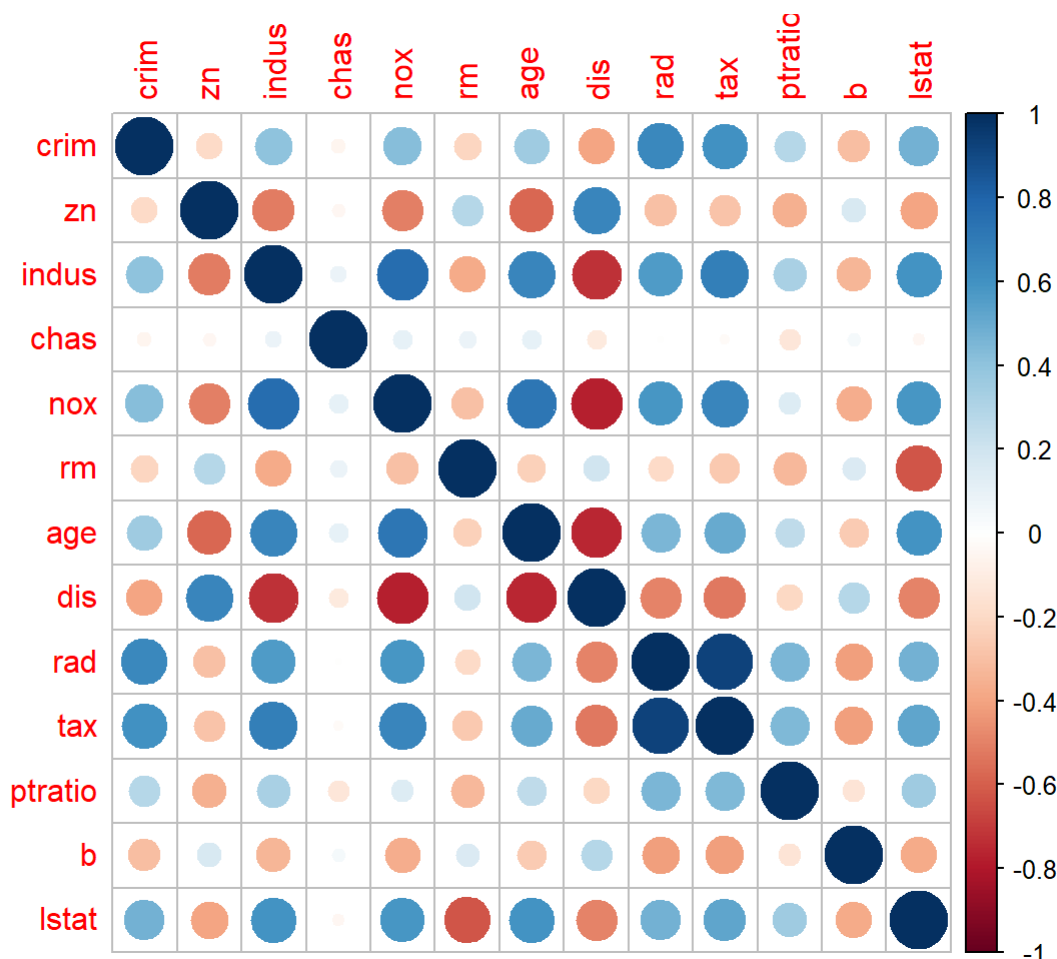 crim zn indus chas nox rm age dis rad tax ptratio b lstat
crim
zn
indus
chas
nox
rm
age
dis
rad
tax
ptratio
b
lstat
1
0.8
0.6
0.4
0.2
0
-0.2
-0.4
-0.6
-0.8
-1